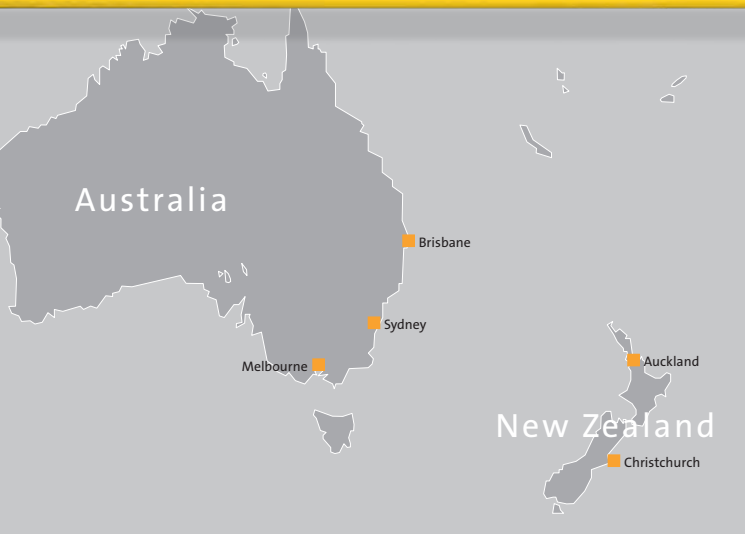 Australia
Brisbane
Sydney
Melbourne
Auckland
New Zealand
Christchurch